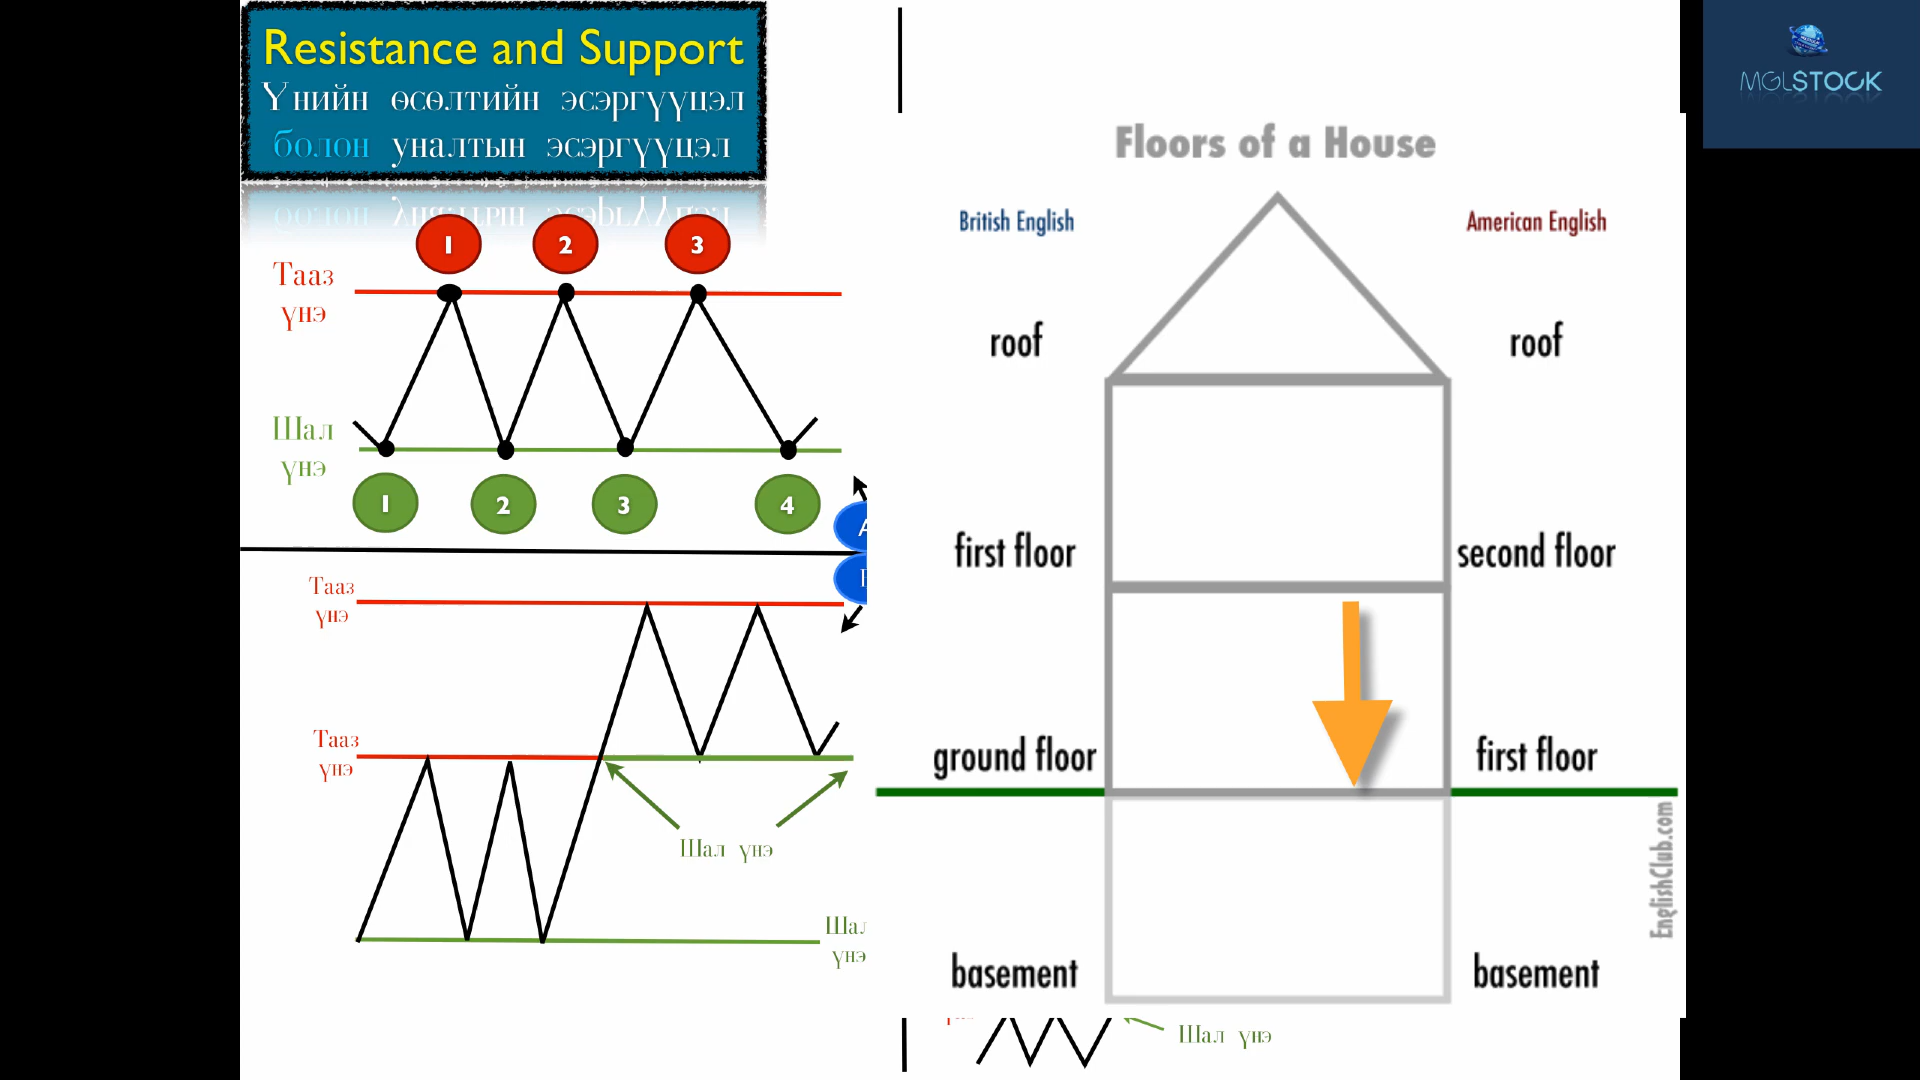 Resistance and Support
Үнийн өсөлтийн эсэргүүцэл
болон уналтын эсэргүүцэл
1
2
3
Тааз
үнэ
Шал
үнэ
1
2
3
4
A
Тааз
үнэ
Тааз
үнэ
Шал үнэ
Шал
үнэ
Floors of a House
British English
American English
roof
roof
first floor
second floor
ground floor
first floor
basement
basement
EnglishClub.com
Шал үнэ
MGLSTOCK